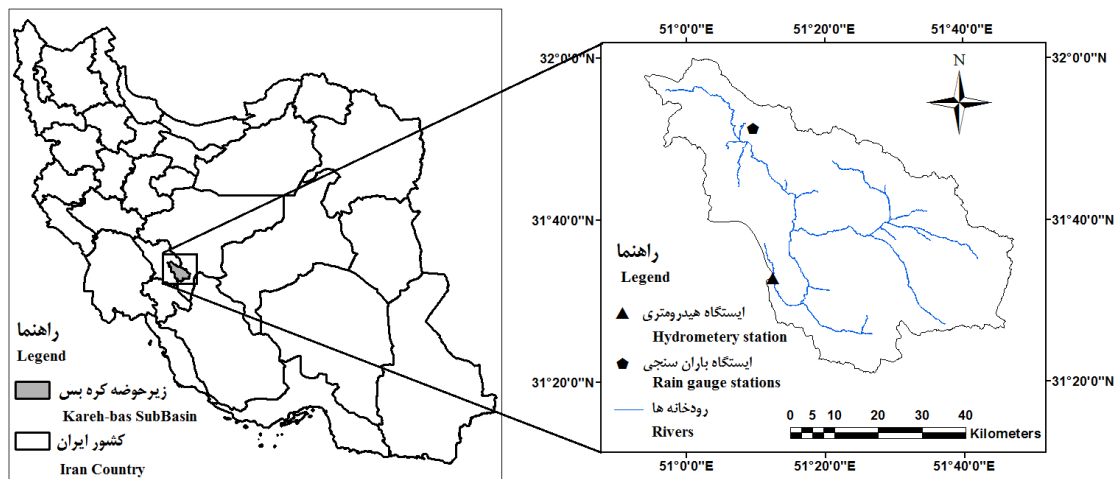 راهنما
Legend
زیرحوضه کره بس
Kareh-bas SubBasin
کشور ایران
Iran Country
51°0'0"E
51°20'0"E
51°40'0"E
32°0'0"N
32°0'0"N
N
31°40'0"N
31°40'0"N
راهنما
Legend
ایستگاه هیدرومتری
Hydrometery station
ایستگاه باران سنجی
Rain gauge stations
31°20'0"N
31°20'0"N
رودخانه ها
Rivers
0 5 10 20 30 40
Kilometers
51°0'0"E
51°20'0"E
51°40'0"E